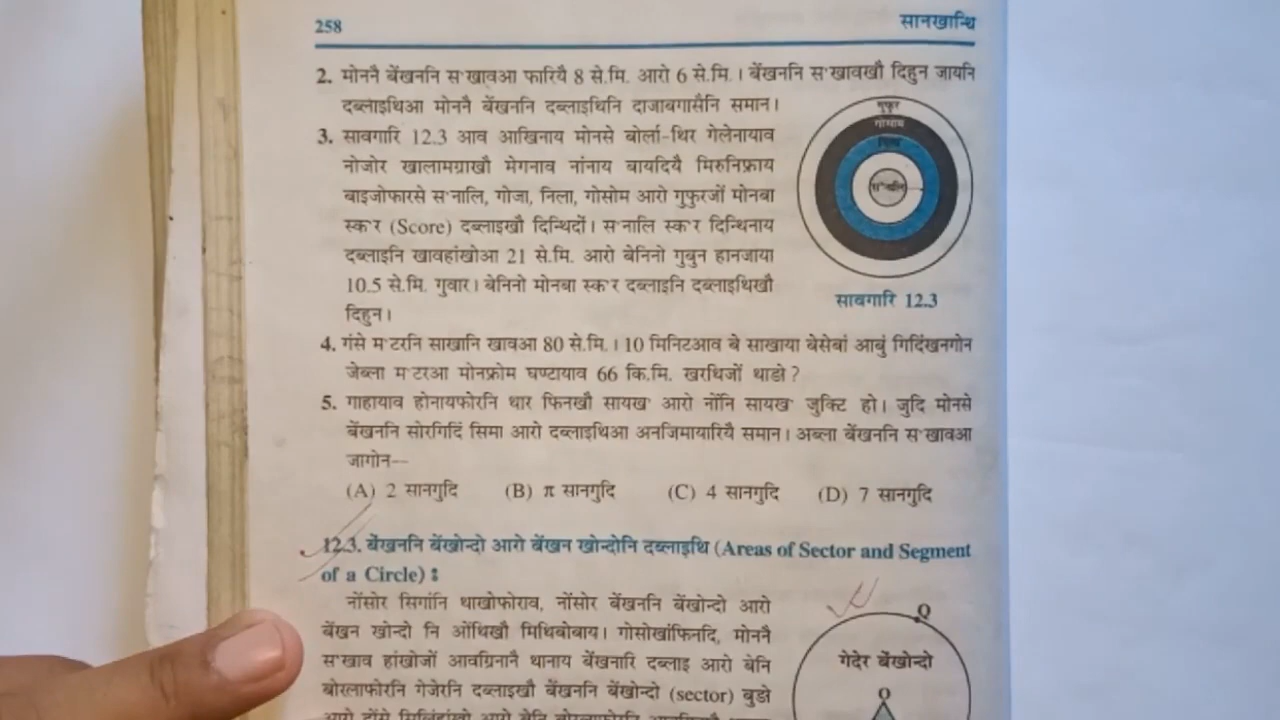 258
सानखान्थि
2. मोननै बेंखननि स'खावआ फारियै 8 से.मि. आरो 6 से.मि.। बेंखननि स'खावखौ दिहुन जायनि
दब्लाइथिआ मोननै बेंखननि दब्लाइथिनि दाजाबगासैनि समान।
3. सावगारि 12.3 आव आखिनाय मोनसे बोर्ला-थिर गेलेनायाव
नोजोर खालामग्राखौ मेगनाव नांनाय बायदियै मिरुनिफ्राय
बाइजोफारसे स'नालि, गोजा, निला, गोसोम आरो गुफुरजों मोनबा
स्क'र (Score) दब्लाइखौ दिन्थिदों। स'नालि स्क'र दिन्थिनाय
दब्लाइनि खावहांखोआ 21 से.मि. आरो बेनिनो गुबुन हानजाया
10.5 से.मि. गुवार। बेनिनो मोनबा स्क'र दब्लाइनि दब्लाइथिखौ
दिहुन।
गुफुर
गोसोम
निला
स'नालि
सावगारि 12.3
4. गंसे म'टरनि साखानि खावआ 80 से.मि.। 10 मिनिटआव बे साखाया बेसेबां आबुं गिदिंखनगोन
जेब्ला म'टरआ मोनफ्रोम घण्टायाव 66 कि.मि. खरथिजों थाङो?
5. गाहायाव होनायफोरनि थार फिनखौ सायख' आरो नोंनि सायख' जुक्टि हो। जुदि मोनसे
बेंखननि सोरगिदिं सिमा आरो दब्लाइथिआ अनजिमायारियै समान। अब्ला बेंखननि स'खावआ
जागोन—
(A) 2 सानगुदि (B) π सानगुदि (C) 4 सानगुदि (D) 7 सानगुदि
12.3. बेंखननि बेंखोन्दो आरो बेंखन खोन्दोनि दब्लाइथि (Areas of Sector and Segment
of a Circle) :
नोंसोर सिगांनि थाखोफोराव, नोंसोर बेंखननि बेंखोन्दो आरो
बेंखन खोन्दो नि ओंथिखौ मिथिबोबाय। गोसोखांफिनदि, मोननै
स'खाव हांखोजों आवग्रिनानै थानाय बेंखनारि दब्लाइ आरो बेनि
बोरलाफोरनि गेजेरनि दब्लाइखौ बेंखननि बेंखोन्दो (sector) बुङो
Q
गेदेर बेंखोन्दो
O